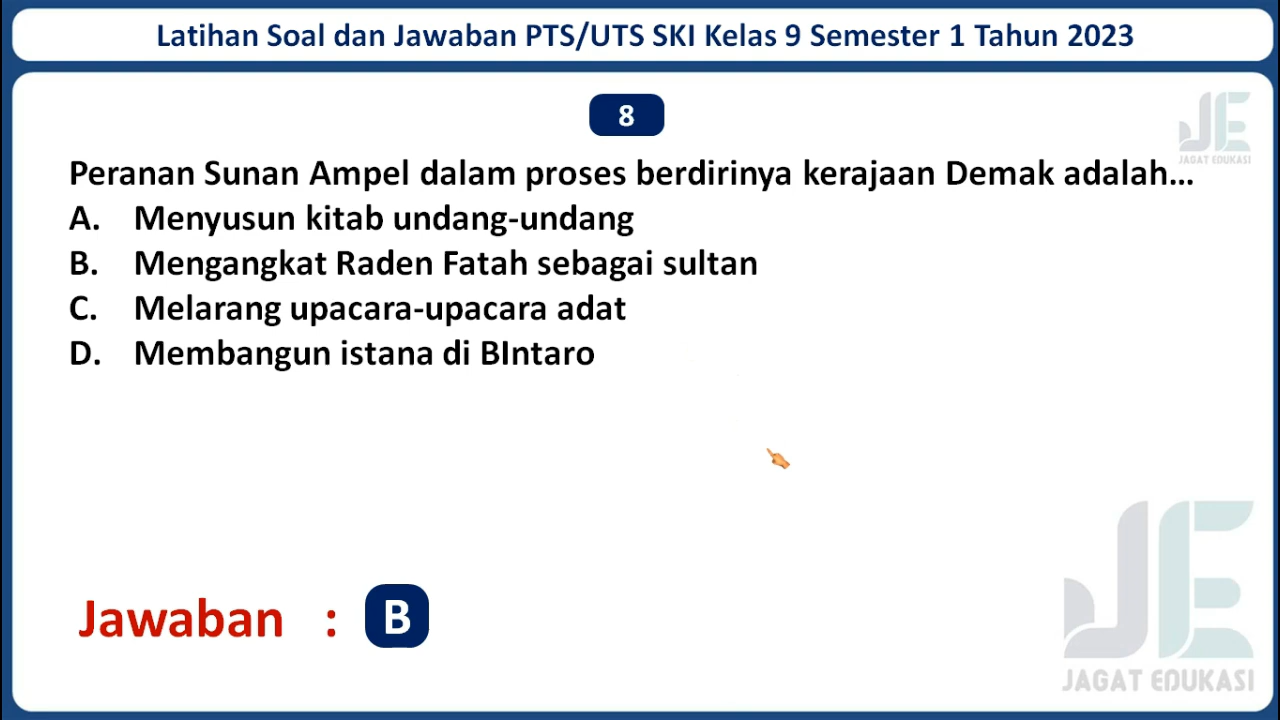 Latihan Soal dan Jawaban PTS/UTS SKI Kelas 9 Semester 1 Tahun 2023
8
JE
JAGAT EDUKASI
Peranan Sunan Ampel dalam proses berdirinya kerajaan Demak adalah...
A. Menyusun kitab undang-undang
B. Mengangkat Raden Fatah sebagai sultan
C. Melarang upacara-upacara adat
D. Membangun istana di BIntaro
Jawaban : B
JE
JAGAT EDUKASI